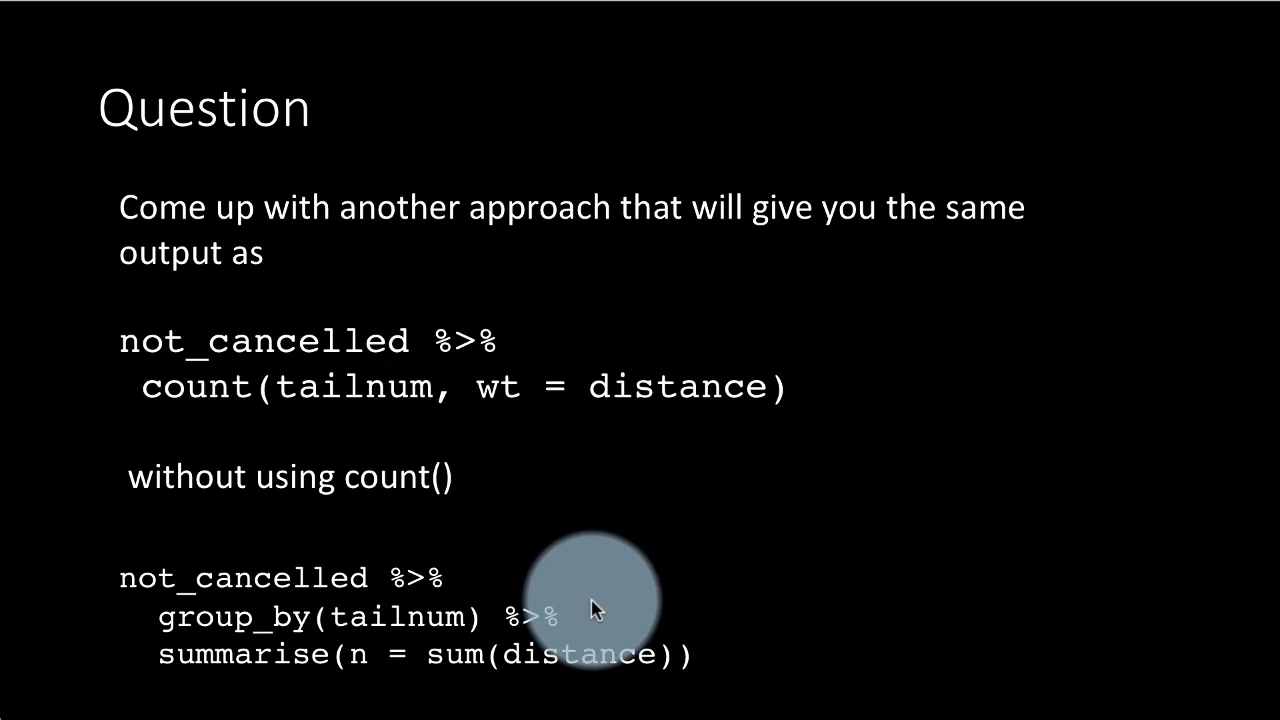 Question
Come up with another approach that will give you the same
output as
not_cancelled %>%
count(tailnum, wt = distance)
without using count()
not_cancelled %>%
group_by(tailnum) %>%
summarise(n = sum(distance))